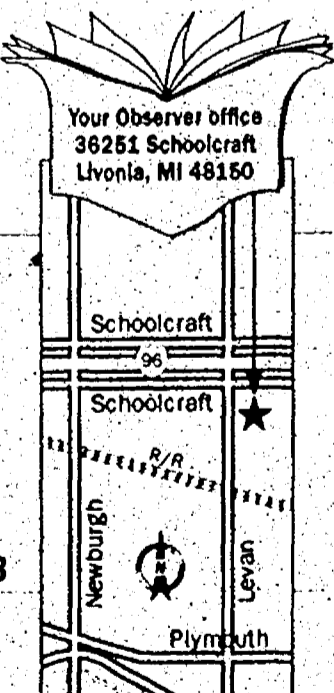 Your Observer office
36251 Schoolcraft
Livonia, MI 48150
Schoolcraft
96
Schoolcraft
R/R
Newburgh
Levan
N
Plymouth